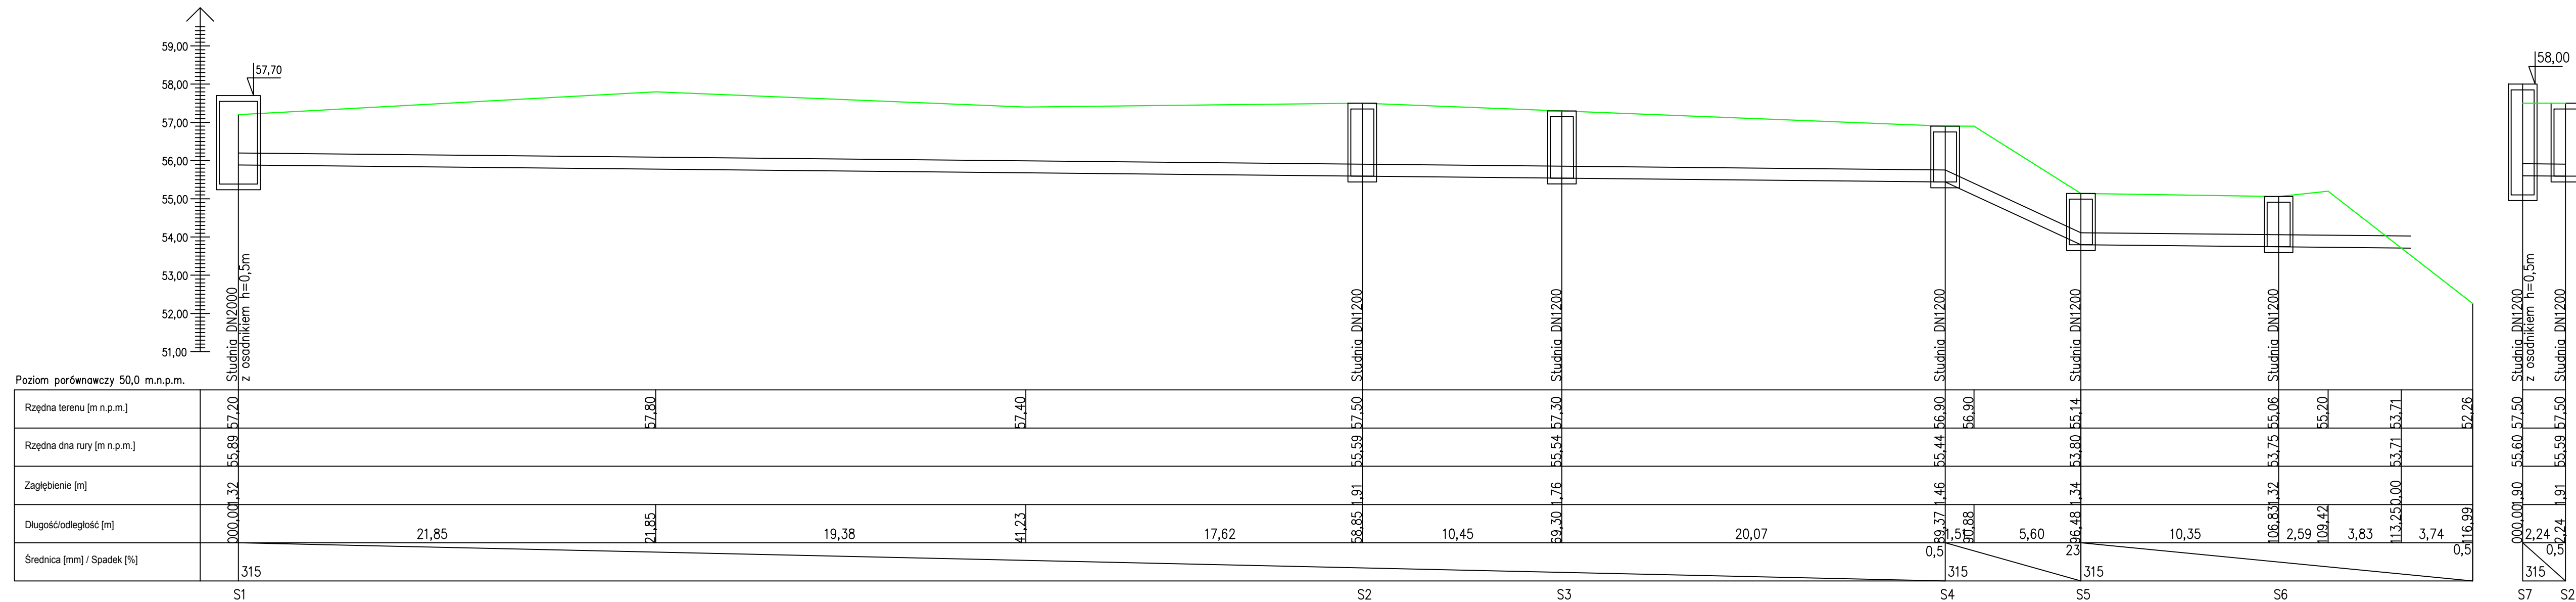 59,00
58,00
57,00
56,00
55,00
54,00
53,00
52,00
51,00
57,70
58,00
Studnia DN2000
z osadnikiem h=0,5m
Studnia DN1200
Studnia DN1200
Studnia DN1200
Studnia DN1200
Studnia DN1200
Studnia DN1200
z osadnikiem h=0,5m
Studnia DN1200
Poziom porównawczy 50,0 m.n.p.m.
Rzędna terenu [m n.p.m.] 57,20 57,80 57,40 57,50 57,30 56,90 56,90 55,14 55,06 55,20 53,71 52,26 57,50 57,50
Rzędna dna rury [m n.p.m.] 55,89 55,59 55,54 55,44 53,80 53,75 53,71 55,60 55,59
Zagłębienie [m] 1,32 1,91 1,76 1,46 1,34 1,32 0,00 1,90 1,91
Długość/odległość [m] 000,00 21,85 21,85 19,38 41,23 17,62 58,85 10,45 69,30 20,07 89,37 1,51 90,88 5,60 96,48 10,35 106,83 2,59 109,42 3,83 113,25 3,74 116,99 000,00 2,24 2,24
Średnica [mm] / Spadek [%] 315 0,5 315 23 315 0,5 315 0,5
S1 S2 S3 S4 S5 S6 S7 S2